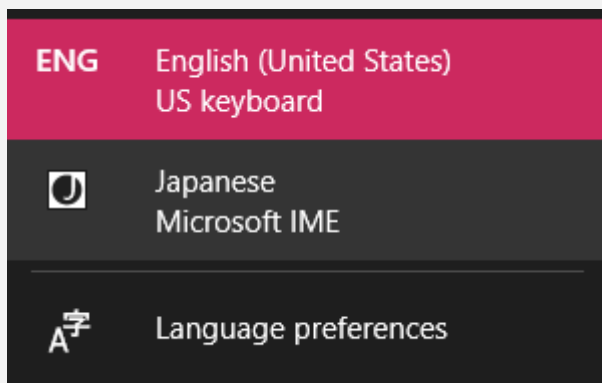 ENG English (United States)
US keyboard
J Japanese
Microsoft IME
A字 Language preferences